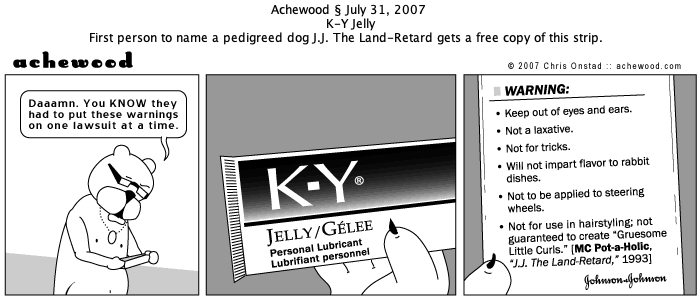 Achewood § July 31, 2007
K-Y Jelly
First person to name a pedigreed dog J.J. The Land-Retard gets a free copy of this strip.
achewood
© 2007 Chris Onstad :: achewood.com
Daaamn. You KNOW they
had to put these warnings
on one lawsuit at a time.
K-Y®
JELLY/GÉLEE
Personal Lubricant
Lubrifiant personnel
WARNING:
• Keep out of eyes and ears.
• Not a laxative.
• Not for tricks.
• Will not impart flavor to rabbit
dishes.
• Not to be applied to steering
wheels.
• Not for use in hairstyling; not
guaranteed to create "Gruesome
Little Curls." [MC Pot-a-Holic,
"J.J. The Land-Retard," 1993]
Johnson & Johnson